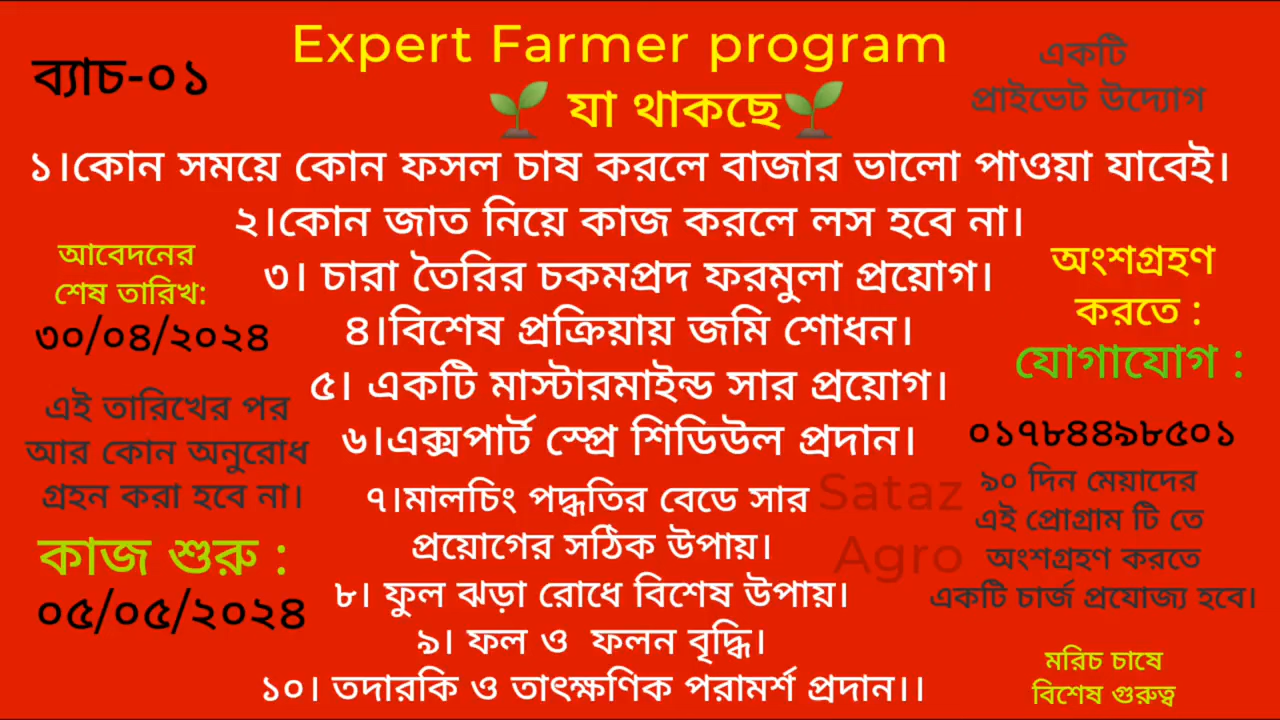 Expert Farmer program
🌱 যা থাকছে🌱
ব্যাচ-০১
একটি
প্রাইভেট উদ্যোগ
১।কোন সময়ে কোন ফসল চাষ করলে বাজার ভালো পাওয়া যাবেই।
২।কোন জাত নিয়ে কাজ করলে লস হবে না।
৩। চারা তৈরির চকমপ্রদ ফরমুলা প্রয়োগ।
৪।বিশেষ প্রক্রিয়ায় জমি শোধন।
৫। একটি মাস্টারমাইন্ড সার প্রয়োগ।
৬।এক্সপার্ট স্প্রে শিডিউল প্রদান।
৭।মালচিং পদ্ধতির বেডে সার
প্রয়োগের সঠিক উপায়।
৮। ফুল ঝড়া রোধে বিশেষ উপায়।
৯। ফল ও ফলন বৃদ্ধি।
১০। তদারকি ও তাৎক্ষণিক পরামর্শ প্রদান।।
আবেদনের
শেষ তারিখ:
৩০/০৪/২০২৪
এই তারিখের পর
আর কোন অনুরোধ
গ্রহন করা হবে না।
কাজ শুরু :
০৫/০৫/২০২৪
অংশগ্রহণ
করতে :
যোগাযোগ :
০১৭৮৪৪৯৮৫০১
৯০ দিন মেয়াদের
এই প্রোগ্রাম টি তে
অংশগ্রহণ করতে
একটি চার্জ প্রযোজ্য হবে।
Sataz
Agro
মরিচ চাষে
বিশেষ গুরুত্ব